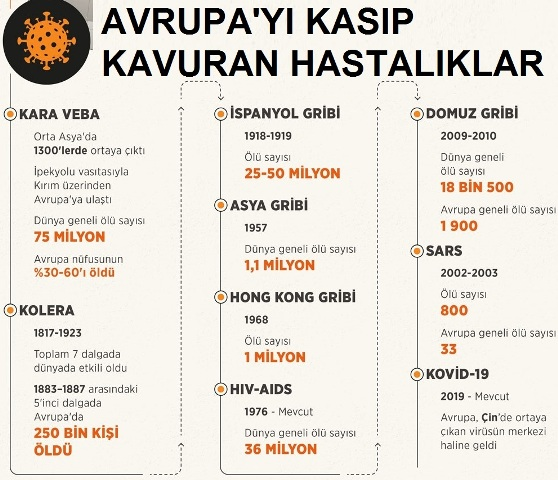 AVRUPA'YI KASIP
KAVURAN HASTALIKLAR
KARA VEBA
Orta Asya'da
1300'lerde ortaya çıktı
İpekyolu vasıtasıyla
Kırım üzerinden
Avrupa'ya ulaştı
Dünya geneli ölü sayısı
75 MİLYON
Avrupa nüfusunun
%30-60'ı öldü
KOLERA
1817-1923
Toplam 7 dalgada
dünyada etkili oldu
1883–1887 arasındaki
5'inci dalgada
Avrupa'da
250 BİN KİŞİ
ÖLDÜ
İSPANYOL GRİBİ
1918-1919
Ölü sayısı
25-50 MİLYON
ASYA GRİBİ
1957
Dünya geneli ölü sayısı
1,1 MİLYON
HONG KONG GRİBİ
1968
Ölü sayısı
1 MİLYON
HIV-AIDS
1976 - Mevcut
Dünya geneli ölü sayısı
36 MİLYON
DOMUZ GRİBİ
2009-2010
Dünya geneli
ölü sayısı
18 BİN 500
Avrupa geneli ölü sayısı
1 900
SARS
2002-2003
Ölü sayısı
800
Avrupa geneli ölü sayısı
33
KOVİD-19
2019 - Mevcut
Avrupa, Çin'de ortaya
çıkan virüsün merkezi
haline geldi